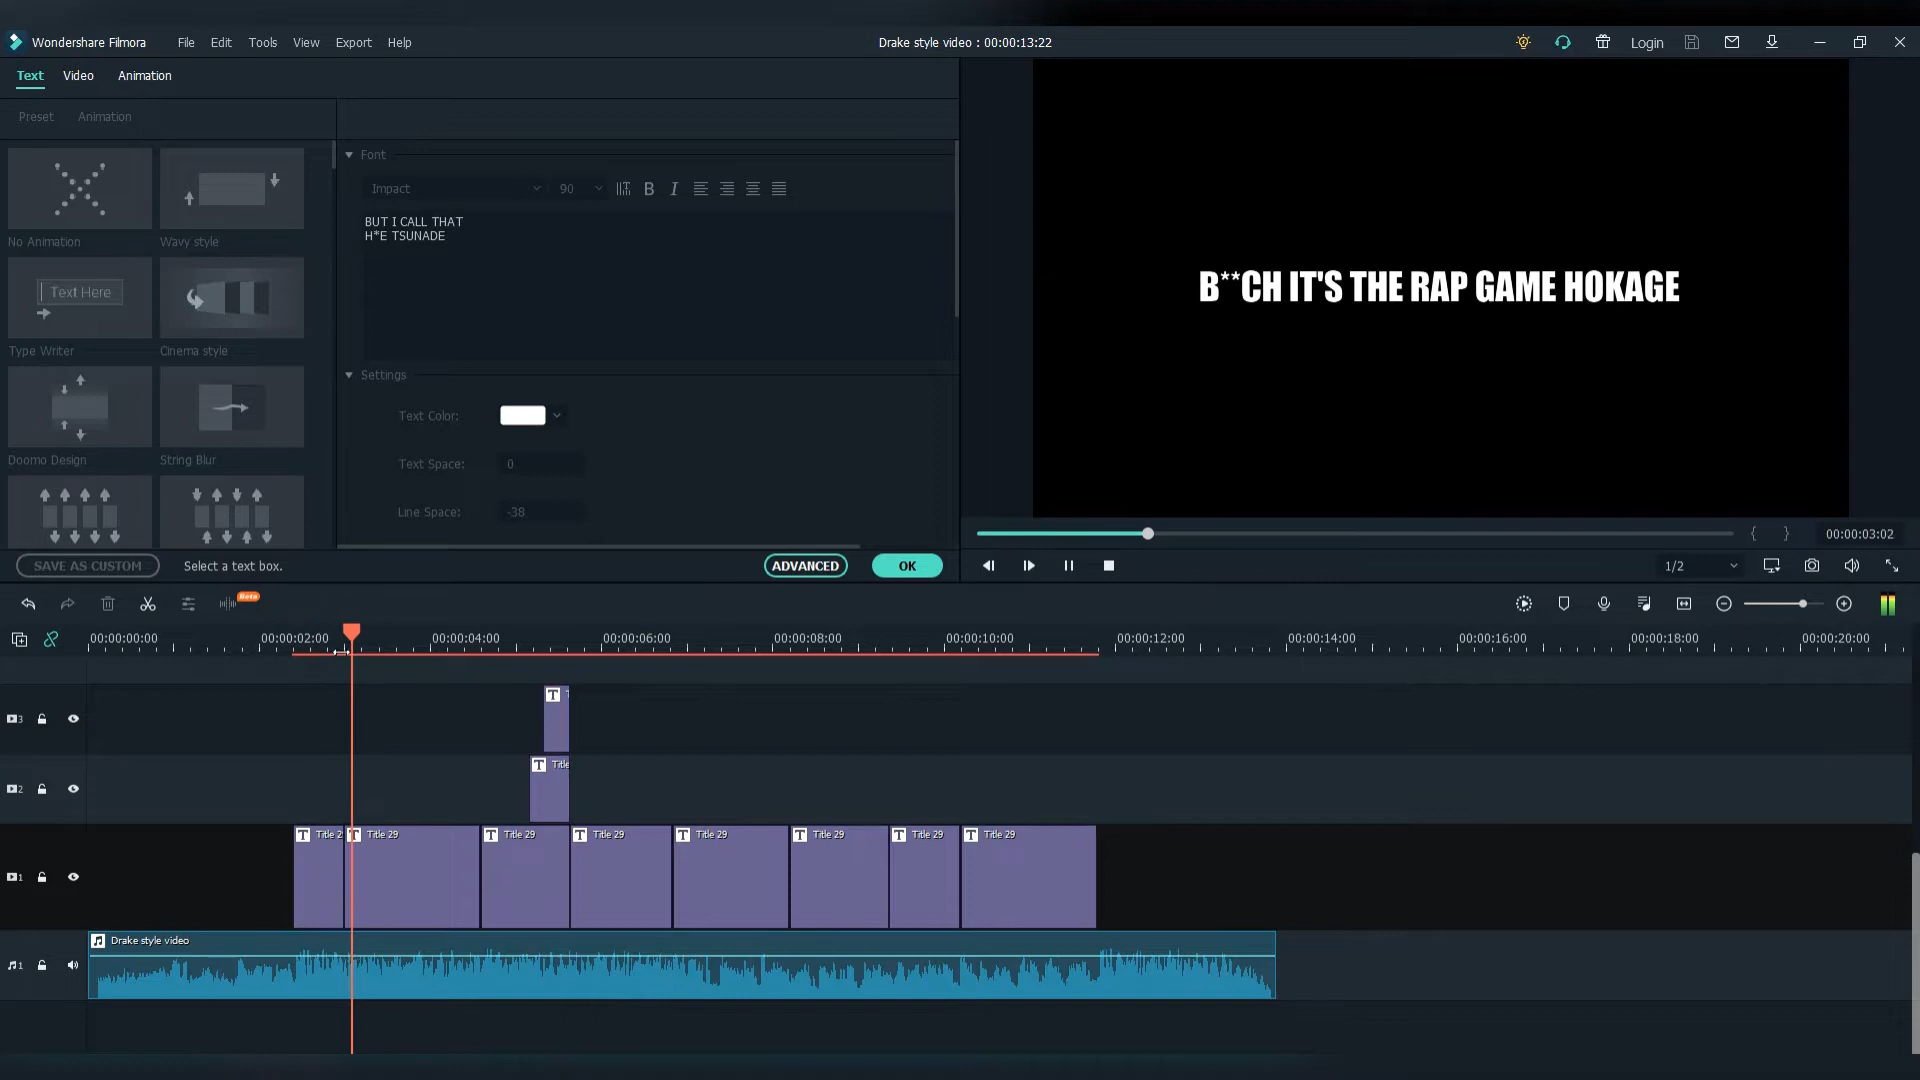 Wondershare Filmora File Edit Tools View Export Help Drake style video : 00:00:13:22 Login
Text Video Animation
Preset Animation
No Animation Wavy style
Text Here
Type Writer Cinema style
Doomo Design String Blur
Font
Impact 90 B I
BUT I CALL THAT
H*E TSUNADE
Settings
Text Color:
Text Space: 0
Line Space: -38
SAVE AS CUSTOM Select a text box. ADVANCED OK
B**CH IT'S THE RAP GAME HOKAGE
{ } 00:00:03:02
1/2
Beta
00:00:00:00 00:00:02:00 00:00:04:00 00:00:06:00 00:00:08:00 00:00:10:00 00:00:12:00 00:00:14:00 00:00:16:00 00:00:18:00 00:00:20:00
3 T
2 T Title
1 T Title 2 T Title 29 T Title 29 T Title 29 T Title 29 T Title 29 T Title 29 T Title 29
Drake style video
1